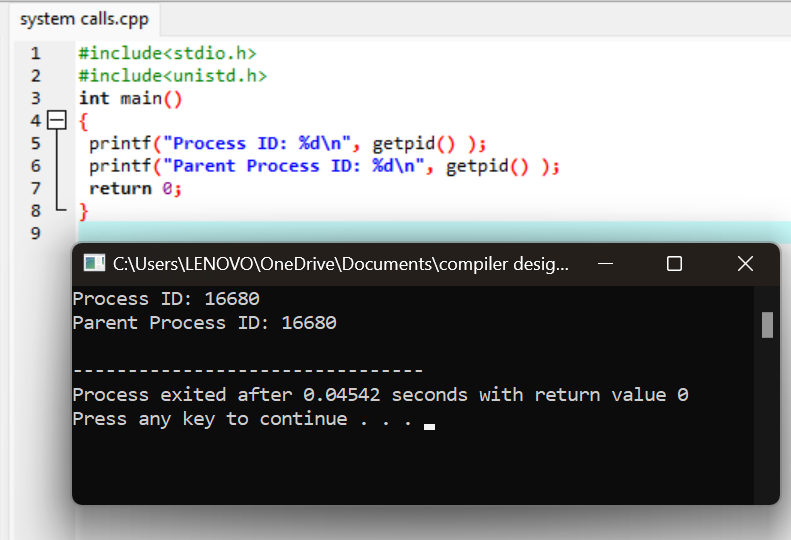 system calls.cpp
1 #include<stdio.h>
2 #include<unistd.h>
3 int main()
4 {
5 printf("Process ID: %d\n", getpid() );
6 printf("Parent Process ID: %d\n", getpid() );
7 return 0;
8 }
9
C:\Users\LENOVO\OneDrive\Documents\compiler desig...
Process ID: 16680
Parent Process ID: 16680
--------------------------------
Process exited after 0.04542 seconds with return value 0
Press any key to continue . . .